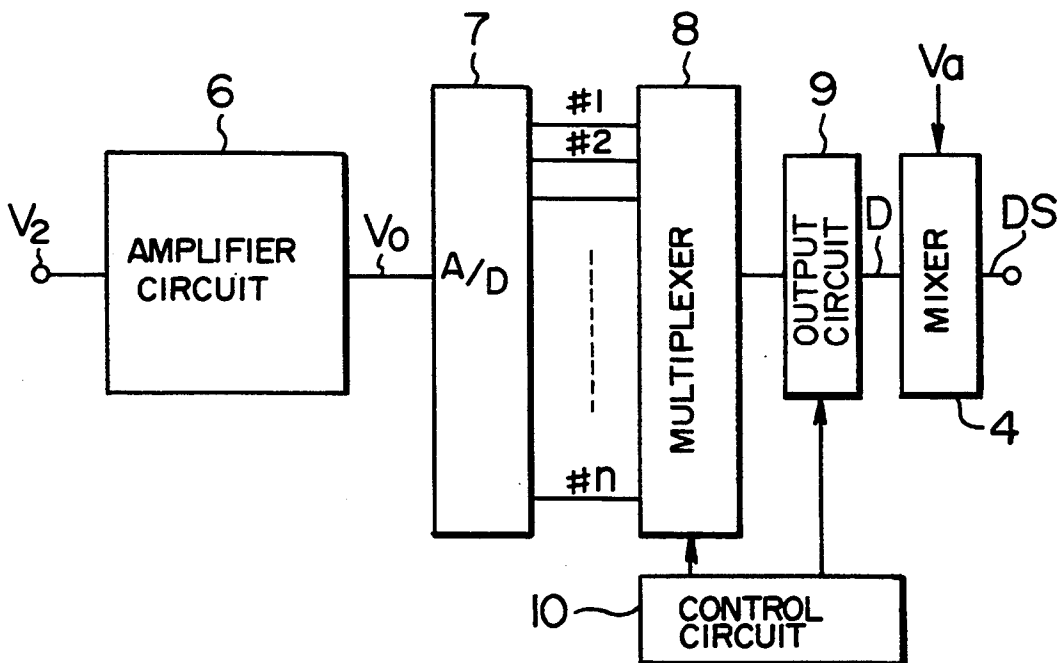 7
8
6
#1
Va
9
#2
V2
AMPLIFIER
CIRCUIT
Vo
A/D
MULTIPLEXER
OUTPUT
CIRCUIT
D
MIXER
DS
4
#n
10
CONTROL
CIRCUIT